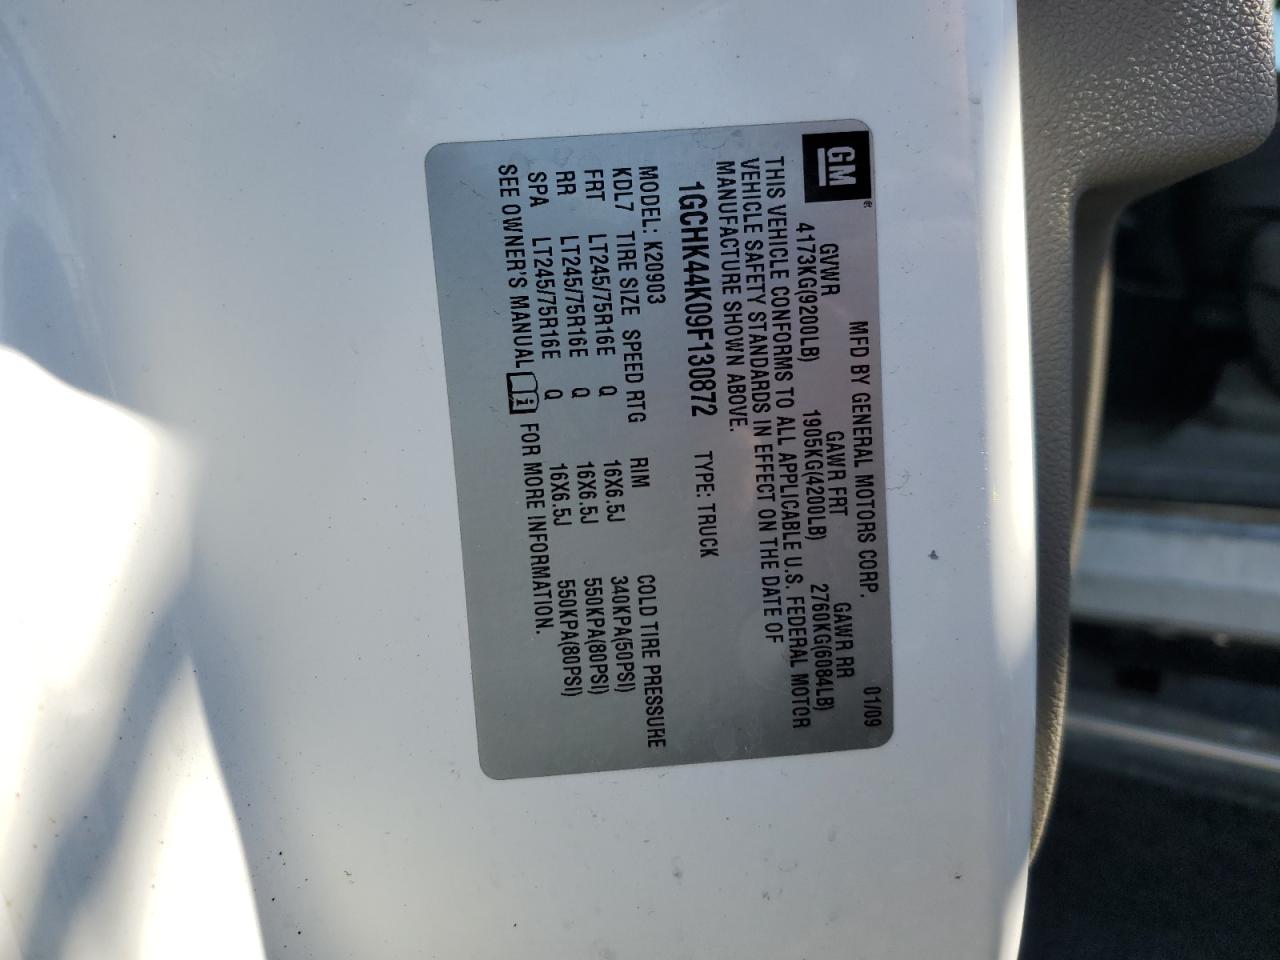 GM®
MFD BY GENERAL MOTORS CORP. 01/09
GVWR GAWR FRT GAWR RR
4173KG(9200LB) 1905KG(4200LB) 2760KG(6084LB)
THIS VEHICLE CONFORMS TO ALL APPLICABLE U.S. FEDERAL MOTOR
VEHICLE SAFETY STANDARDS IN EFFECT ON THE DATE OF
MANUFACTURE SHOWN ABOVE.
1GCHK44K09F130872 TYPE: TRUCK
MODEL: K20903
KDL7 TIRE SIZE SPEED RTG RIM COLD TIRE PRESSURE
FRT LT245/75R16E Q 16X6.5J 340KPA(50PSI)
RR LT245/75R16E Q 16X6.5J 550KPA(80PSI)
SPA LT245/75R16E Q 16X6.5J 550KPA(80PSI)
SEE OWNER'S MANUAL i FOR MORE INFORMATION.